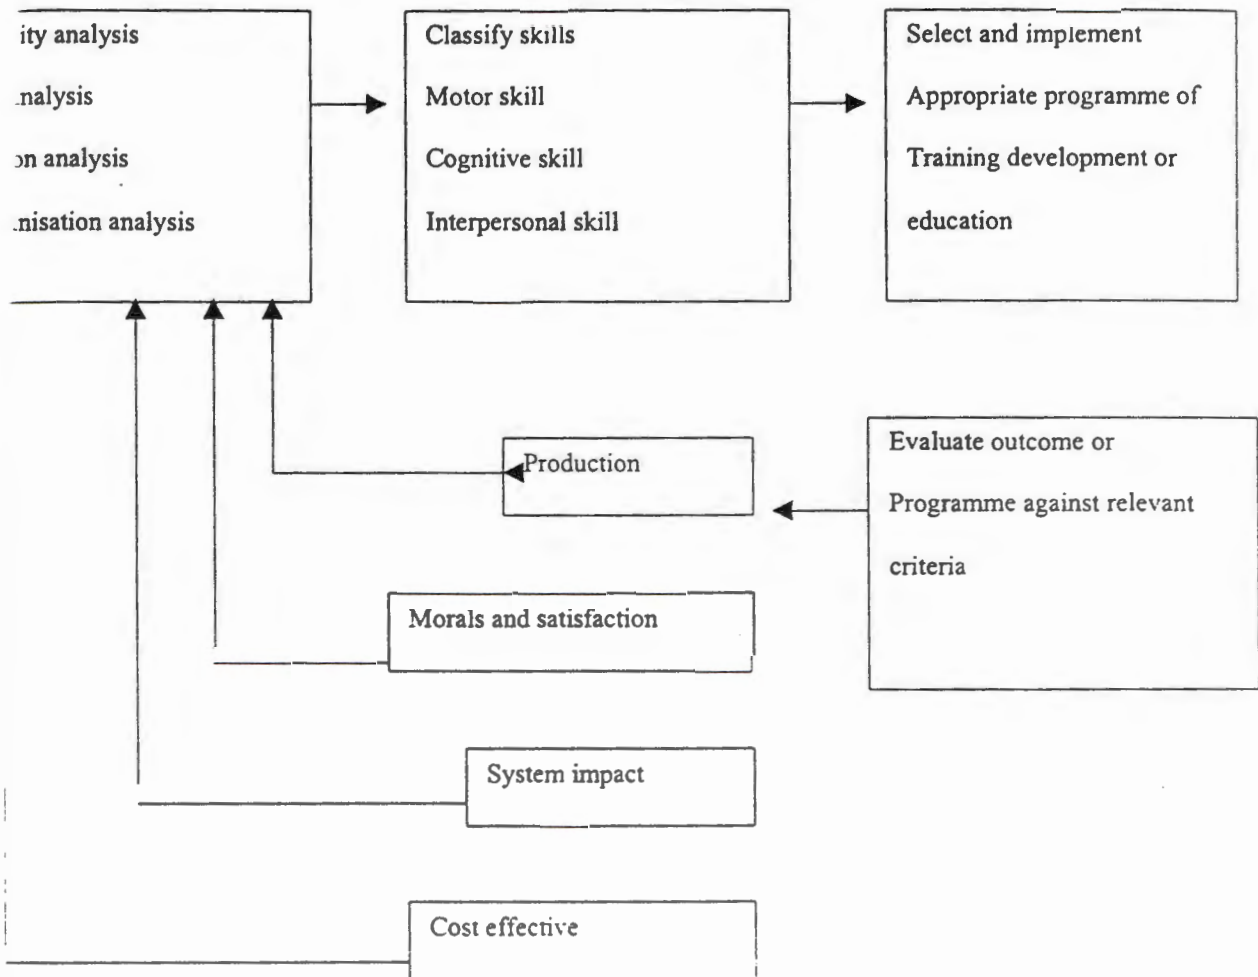 ity analysis
nalysis
on analysis
nisation analysis
Classify skills
Motor skill
Cognitive skill
Interpersonal skill
Select and implement
Appropriate programme of
Training development or
education
Production
Evaluate outcome or
Programme against relevant
criteria
Morals and satisfaction
System impact
Cost effective